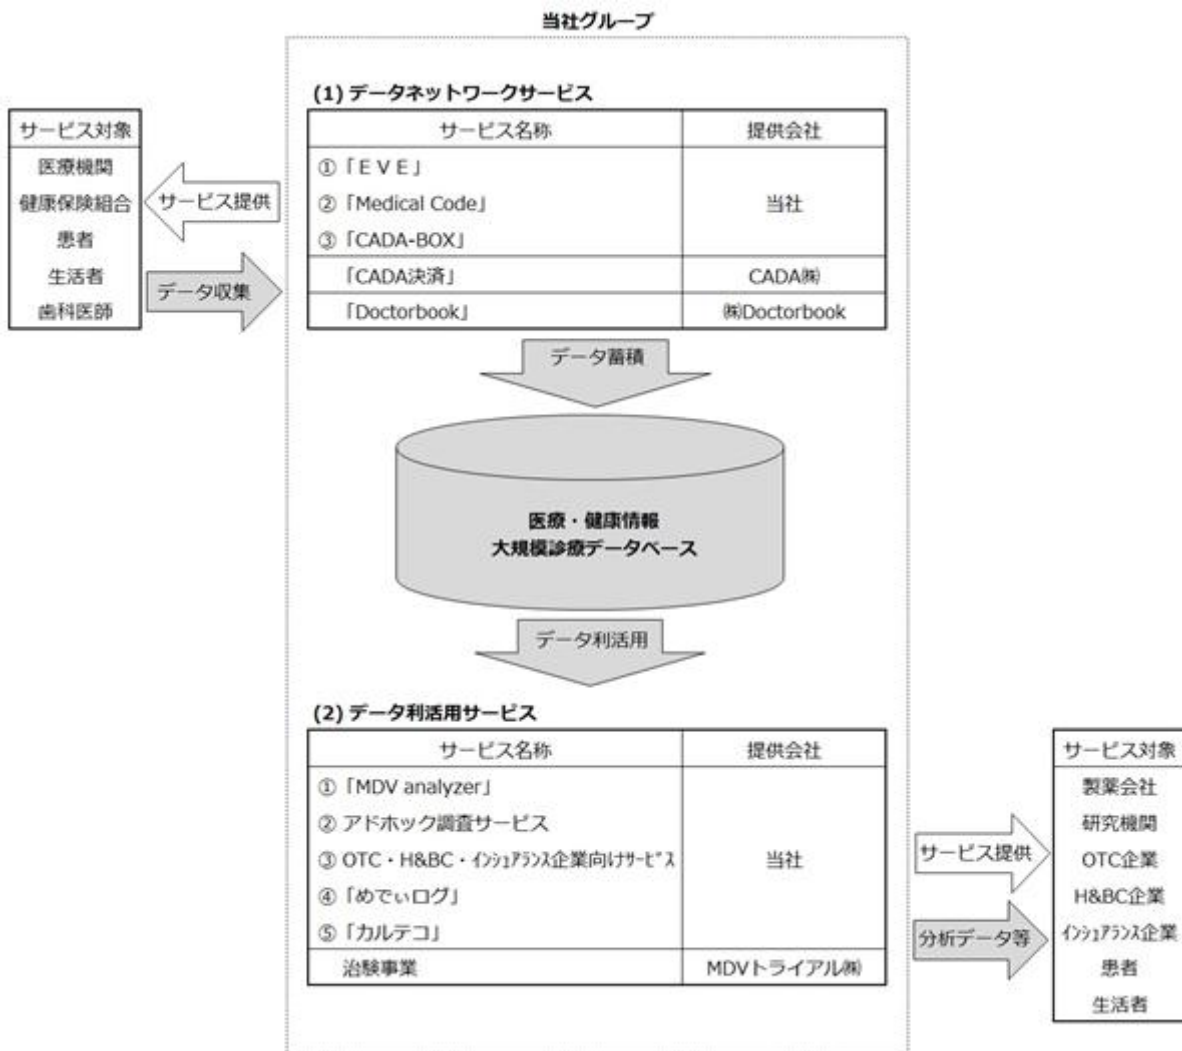 当社グループ
(1) データネットワークサービス
サービス対象
医療機関
健康保険組合
患者
生活者
歯科医師
サービス提供
データ収集
サービス名称 提供会社
①「ＥＶＥ」
②「Medical Code」 当社
③「CADA-BOX」
「CADA決済」 CADA㈱
「Doctorbook」 ㈱Doctorbook
データ蓄積
医療・健康情報
大規模診療データベース
データ利活用
(2) データ利活用サービス
サービス名称 提供会社
①「MDV analyzer」
② アドホック調査サービス
③ OTC・H&BC・ｲﾝｼｭｱﾗﾝｽ企業向けｻｰﾋﾞｽ 当社
④「めでぃログ」
⑤「カルテコ」
治験事業 MDVトライアル㈱
サービス提供
分析データ等
サービス対象
製薬会社
研究機関
OTC企業
H&BC企業
ｲﾝｼｭｱﾗﾝｽ企業
患者
生活者